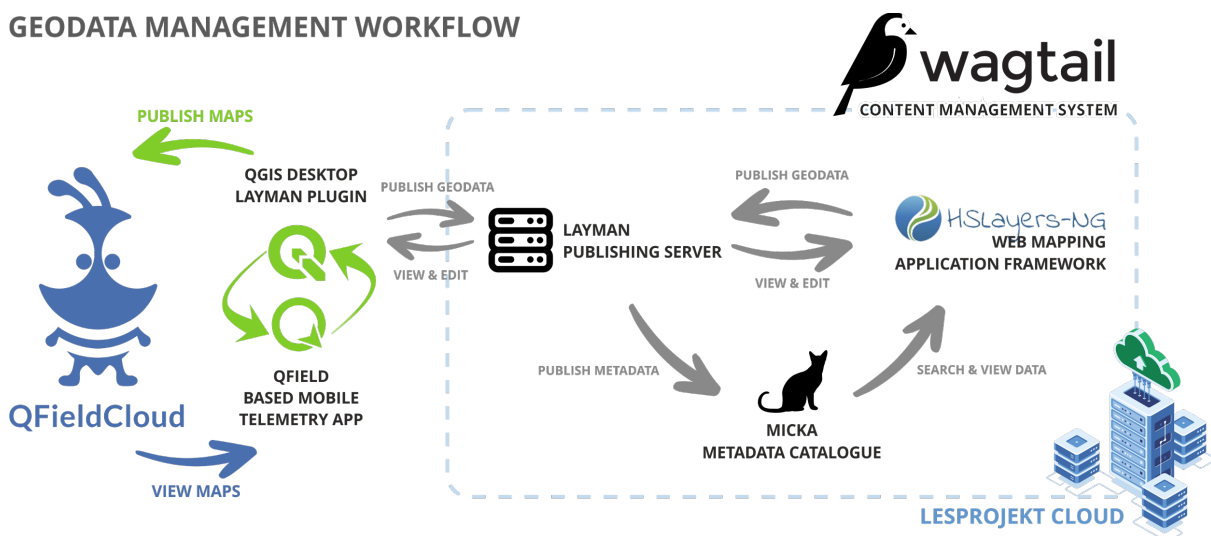 GEODATA MANAGEMENT WORKFLOW
wagtail
CONTENT MANAGEMENT SYSTEM
PUBLISH MAPS
QGIS DESKTOP
LAYMAN PLUGIN
PUBLISH GEODATA
VIEW & EDIT
LAYMAN
PUBLISHING SERVER
PUBLISH GEODATA
VIEW & EDIT
HSLayers-NG
WEB MAPPING
APPLICATION FRAMEWORK
QFIELD
BASED MOBILE
TELEMETRY APP
QFieldCloud
VIEW MAPS
PUBLISH METADATA
SEARCH & VIEW DATA
MICKA
METADATA CATALOGUE
LESPROJEKT CLOUD